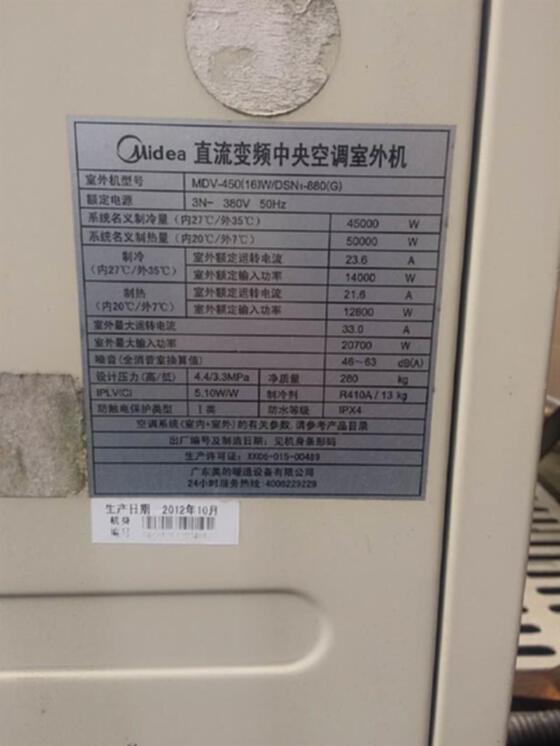 Midea 直流变频中央空调室外机
室外机型号 MDV-450(16)W/DSN1-880(G)
额定电源 3N~ 380V 50Hz
系统名义制冷量(内27℃/外35℃) 45000 W
系统名义制热量(内20℃/外7℃) 50000 W
制冷 室外额定运转电流 23.6 A
(内27℃/外35℃) 室外额定输入功率 14000 W
制热 室外额定运转电流 21.6 A
(内20℃/外7℃) 室外额定输入功率 12800 W
室外最大运转电流 33.0 A
室外最大输入功率 20700 W
噪音(全消音室换算值) 46~63 dB(A)
设计压力(高/低) 4.4/3.3MPa 净质量 280 kg
IPLV(C) 5.10W/W 制冷剂 R410A/13 kg
防触电保护类型 I类 防水等级 IPX4
空调系统(室内+室外)的有关参数,请参考产品目录
出厂编号及制造日期:见机身条形码
生产许可证:XK06-015-00489
广东美的暖通设备有限公司
24小时服务热线:4008229229
生产日期 2012年10月
机身
编号